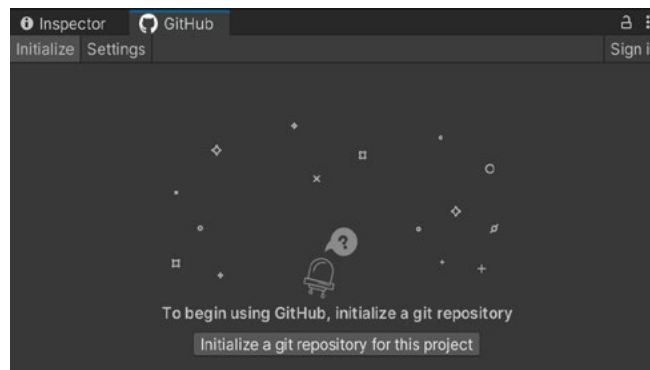 Inspector GitHub
Initialize Settings Sign i
?
To begin using GitHub, initialize a git repository
Initialize a git repository for this project